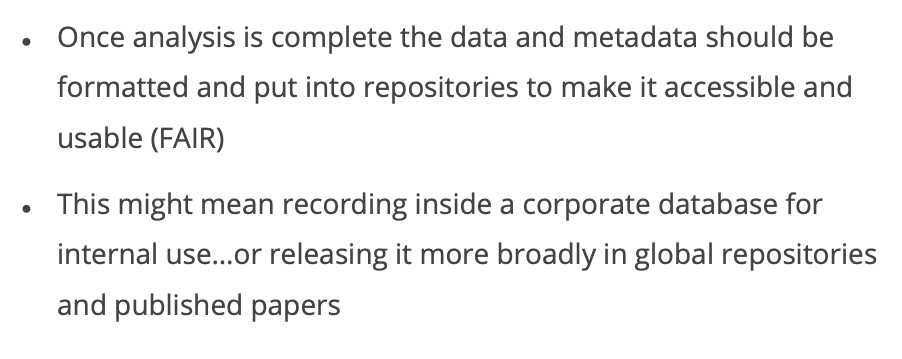 • Once analysis is complete the data and metadata should be
formatted and put into repositories to make it accessible and
usable (FAIR)
• This might mean recording inside a corporate database for
internal use...or releasing it more broadly in global repositories
and published papers